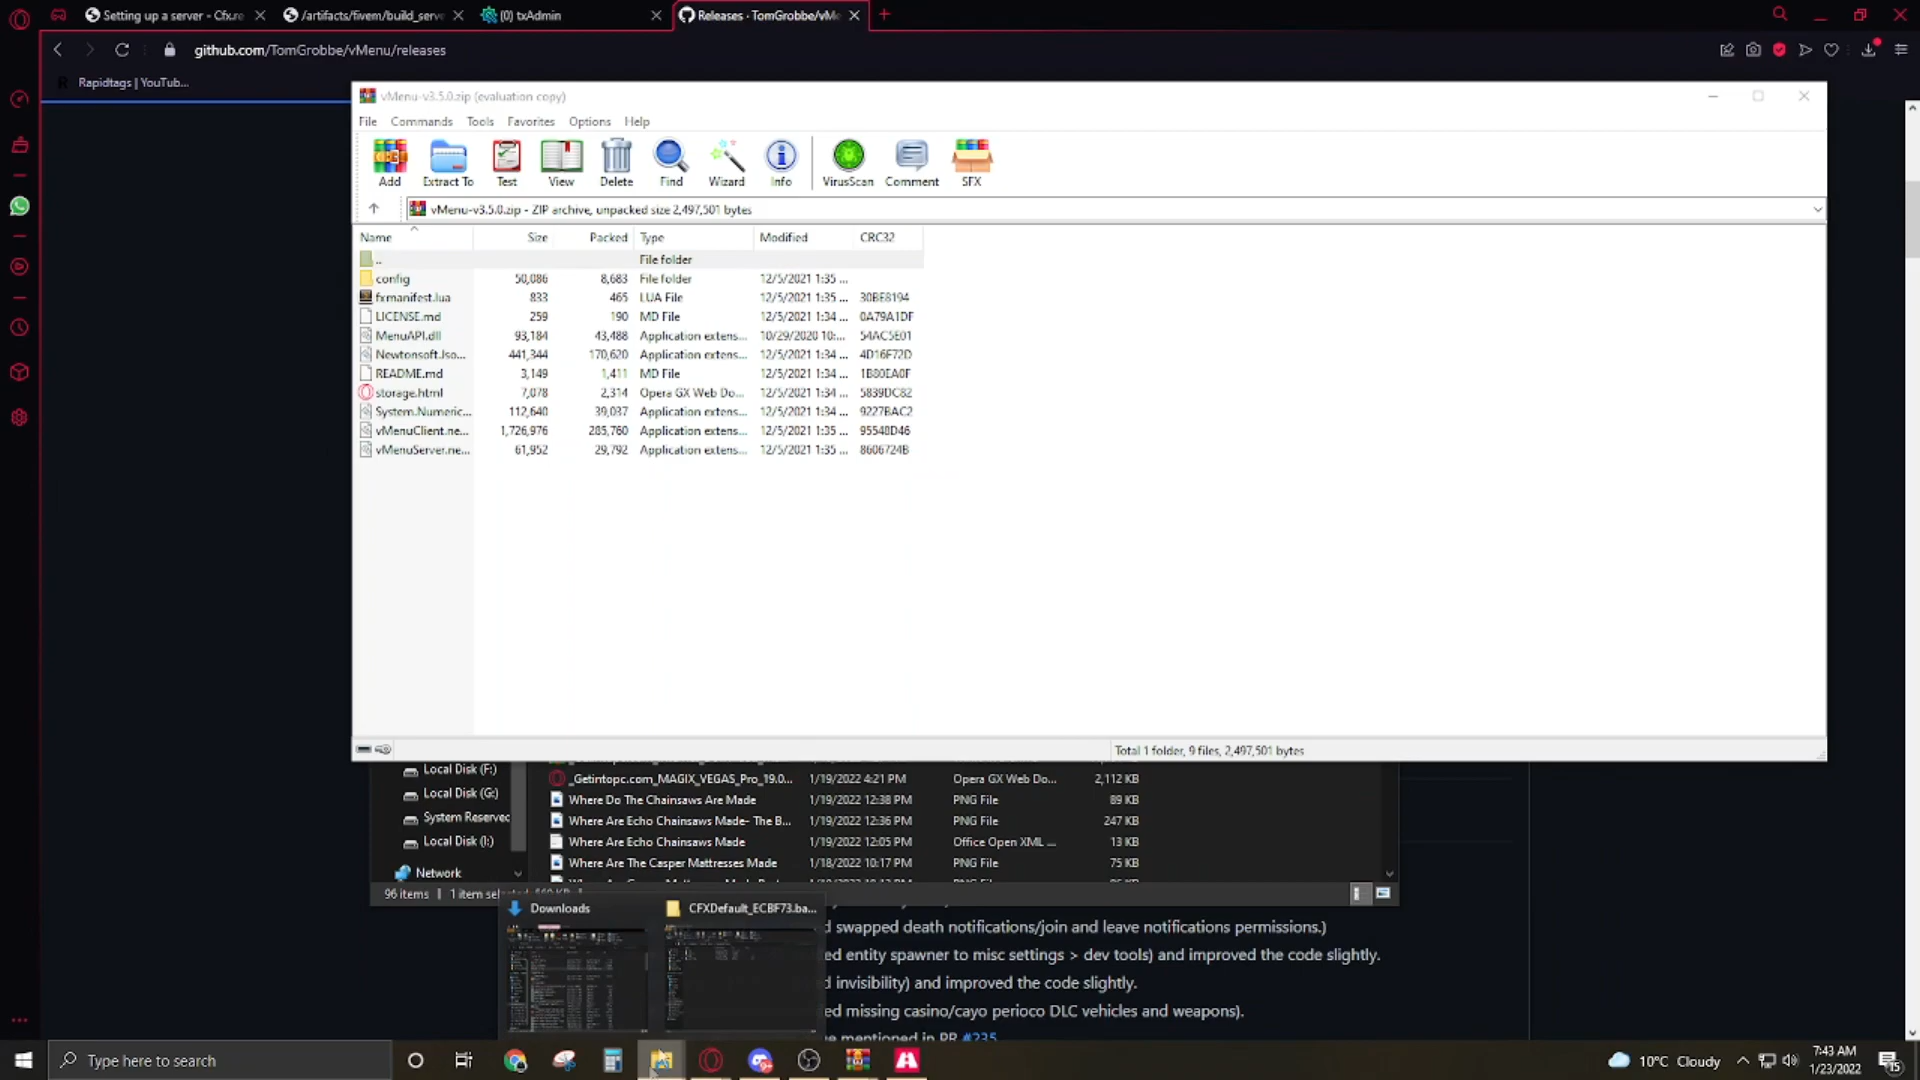 Setting up a server - Cfx.re
/artifacts/fivem/build_serve
(0) txAdmin
Releases · TomGrobbe/vMe
github.com/TomGrobbe/vMenu/releases
R Rapidtags | YouTub...
vMenu-v3.5.0.zip (evaluation copy)
File Commands Tools Favorites Options Help
Add Extract To Test View Delete Find Wizard Info VirusScan Comment SFX
vMenu-v3.5.0.zip - ZIP archive, unpacked size 2,497,501 bytes
Name Size Packed Type Modified CRC32
.. File folder
config 50,086 8,683 File folder 12/5/2021 1:35 ...
fxmanifest.lua 833 465 LUA File 12/5/2021 1:35 ... 30BE8194
LICENSE.md 259 190 MD File 12/5/2021 1:34 ... 0A79A1DF
MenuAPI.dll 93,184 43,488 Application extens... 10/29/2020 10:... 54AC5E01
Newtonsoft.Jso... 441,344 170,620 Application extens... 12/5/2021 1:34 ... 4D16F72D
README.md 3,149 1,411 MD File 12/5/2021 1:34 ... 1B80EA0F
storage.html 7,078 2,314 Opera GX Web Do... 12/5/2021 1:34 ... 5839DC82
System.Numeric... 112,640 39,037 Application extens... 12/5/2021 1:34 ... 9227BAC2
vMenuClient.ne... 1,726,976 285,760 Application extens... 12/5/2021 1:35 ... 95548D46
vMenuServer.ne... 61,952 29,792 Application extens... 12/5/2021 1:35 ... 8606724B
Total 1 folder, 9 files, 2,497,501 bytes
Local Disk (F:)
Local Disk (G:)
System Reserved
Local Disk (I:)
Network
_Getintopc.com_MAGIX_VEGAS_Pro_19.0... 1/19/2022 4:21 PM Opera GX Web Do... 2,112 KB
Where Do The Chainsaws Are Made 1/19/2022 12:38 PM PNG File 89 KB
Where Are Echo Chainsaws Made- The B... 1/19/2022 12:36 PM PNG File 247 KB
Where Are Echo Chainsaws Made 1/19/2022 12:05 PM Office Open XML ... 13 KB
Where Are The Casper Mattresses Made 1/18/2022 10:17 PM PNG File 75 KB
96 items 1 item
Downloads
CFXDefault_ECBF73.ba...
d swapped death notifications/join and leave notifications permissions.)
ed entity spawner to misc settings > dev tools) and improved the code slightly.
d invisibility) and improved the code slightly.
ed missing casino/cayo perioco DLC vehicles and weapons).
e mentioned in PR #235
Type here to search
10°C Cloudy
7:43 AM
1/23/2022
15